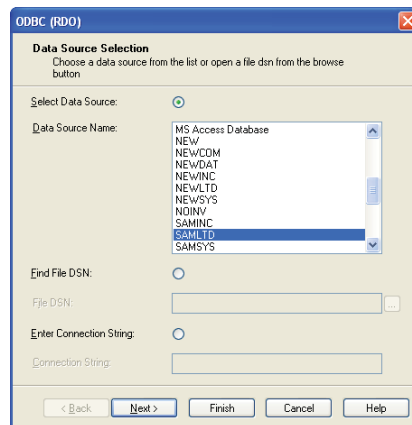 ODBC (RDO)
Data Source Selection
Choose a data source from the list or open a file dsn from the browse
button
Select Data Source:
Data Source Name:
MS Access Database
NEW
NEWCOM
NEWDAT
NEWINC
NEWLTD
NEWSYS
NOINV
SAMINC
SAMLTD
SAMSYS
Find File DSN:
File DSN:
...
Enter Connection String:
Connection String:
< Back Next > Finish Cancel Help